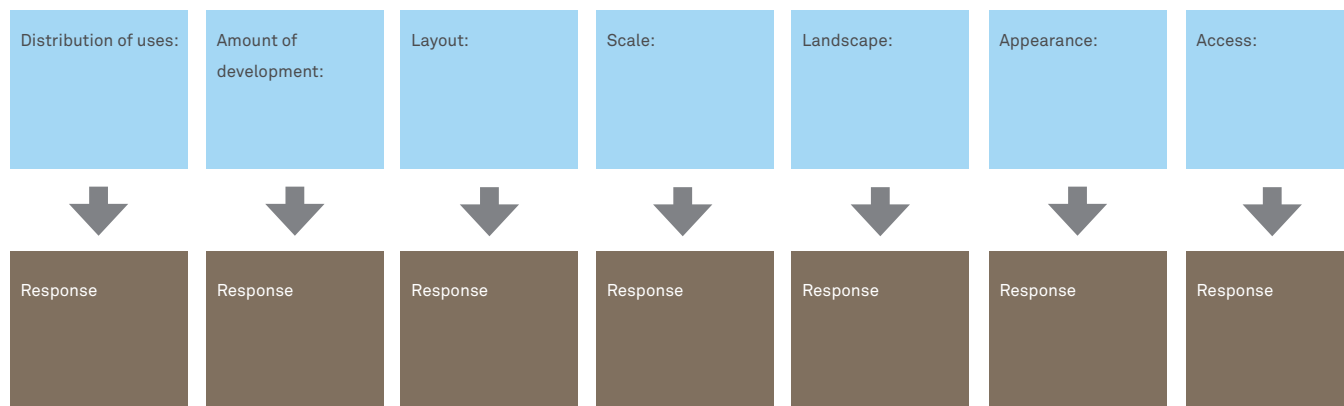 Distribution of uses:
Amount of
development:
Layout:
Scale:
Landscape:
Appearance:
Access:
Response
Response
Response
Response
Response
Response
Response